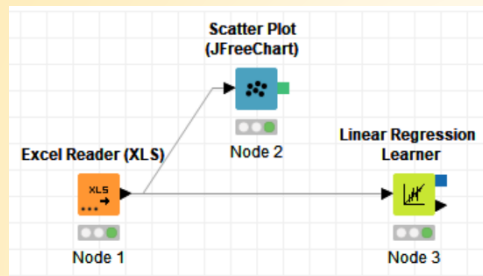 Scatter Plot
(JFreeChart)
Node 2
Excel Reader (XLS)
XLS
Node 1
Linear Regression
Learner
Node 3